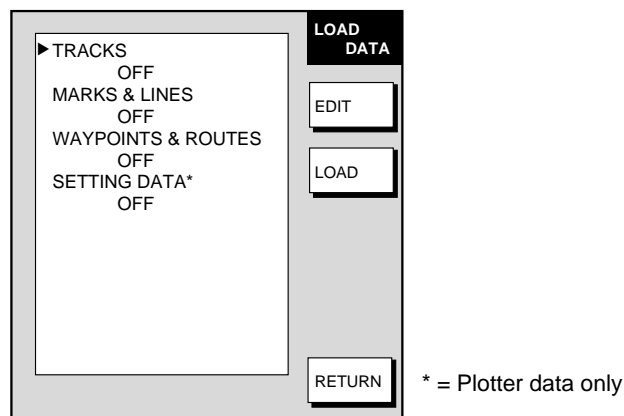 TRACKS
OFF
MARKS & LINES
OFF
WAYPOINTS & ROUTES
OFF
SETTING DATA*
OFF
LOAD
DATA
EDIT
LOAD
RETURN
* = Plotter data only